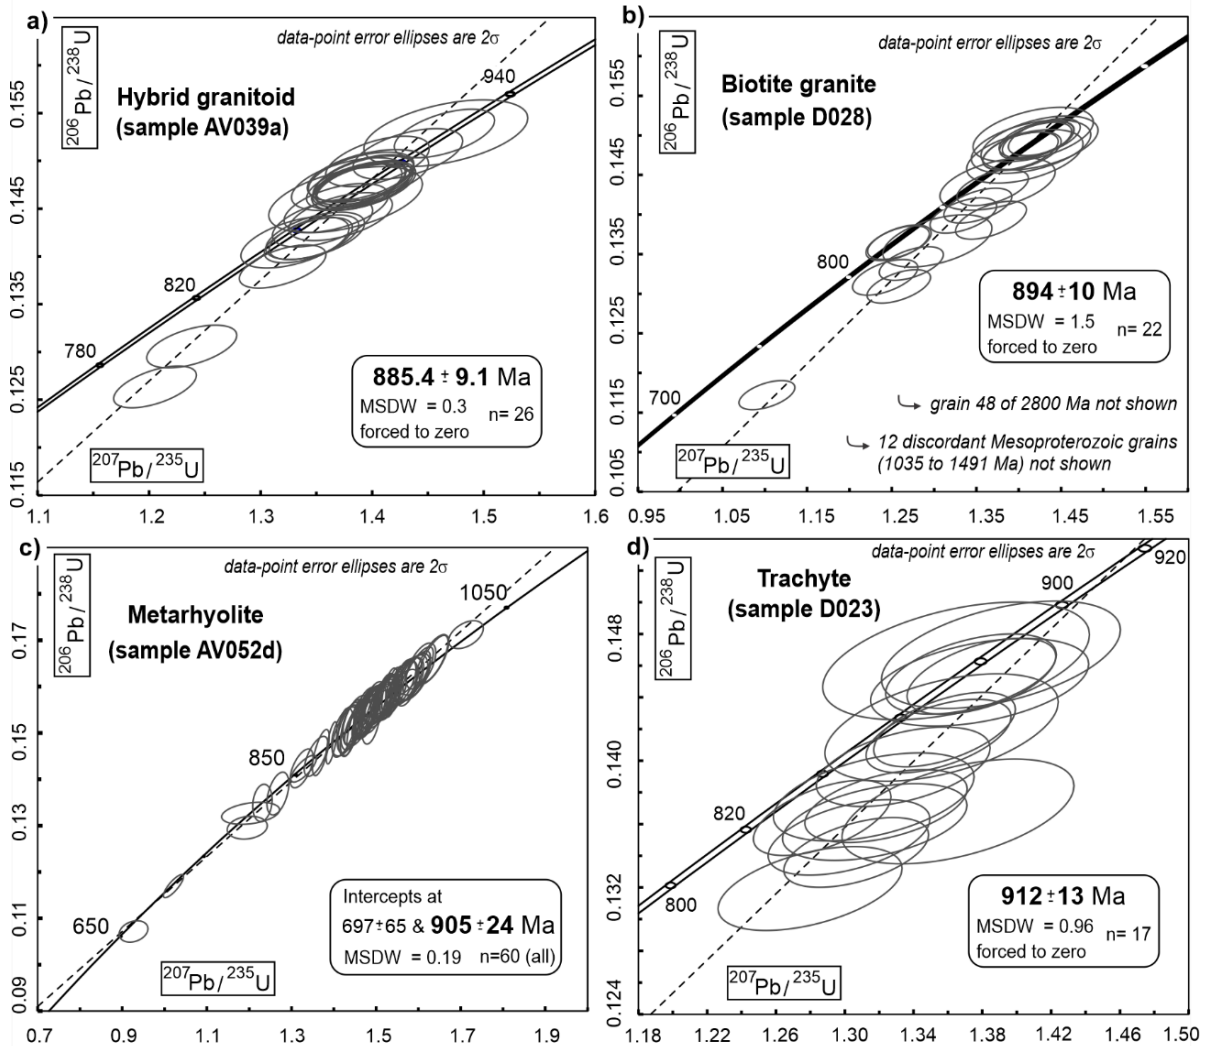 a)
206Pb/238U
data-point error ellipses are 2σ
Hybrid granitoid
(sample AV039a)
940
820
780
885.4 ± 9.1 Ma
MSDW = 0.3 n= 26
forced to zero
207Pb/235U
0.155
0.145
0.135
0.125
0.115
1.1 1.2 1.3 1.4 1.5 1.6
b)
206Pb/238U
data-point error ellipses are 2σ
Biotite granite
(sample D028)
800
700
894 ± 10 Ma
MSDW = 1.5 n= 22
forced to zero
grain 48 of 2800 Ma not shown
12 discordant Mesoproterozoic grains
(1035 to 1491 Ma) not shown
207Pb/235U
0.155
0.145
0.135
0.125
0.115
0.105
0.95 1.05 1.15 1.25 1.35 1.45 1.55
c)
206Pb/238U
data-point error ellipses are 2σ
Metarhyolite
(sample AV052d)
1050
850
650
Intercepts at
697±65 & 905 ± 24 Ma
MSDW = 0.19 n=60 (all)
207Pb/235U
0.17
0.15
0.13
0.11
0.09
0.7 0.9 1.1 1.3 1.5 1.7 1.9
d)
206Pb/238U
data-point error ellipses are 2σ
Trachyte
(sample D023)
920
900
820
800
912 ± 13 Ma
MSDW = 0.96 n= 17
forced to zero
207Pb/235U
0.148
0.140
0.132
0.124
1.18 1.22 1.26 1.30 1.34 1.38 1.42 1.46 1.50